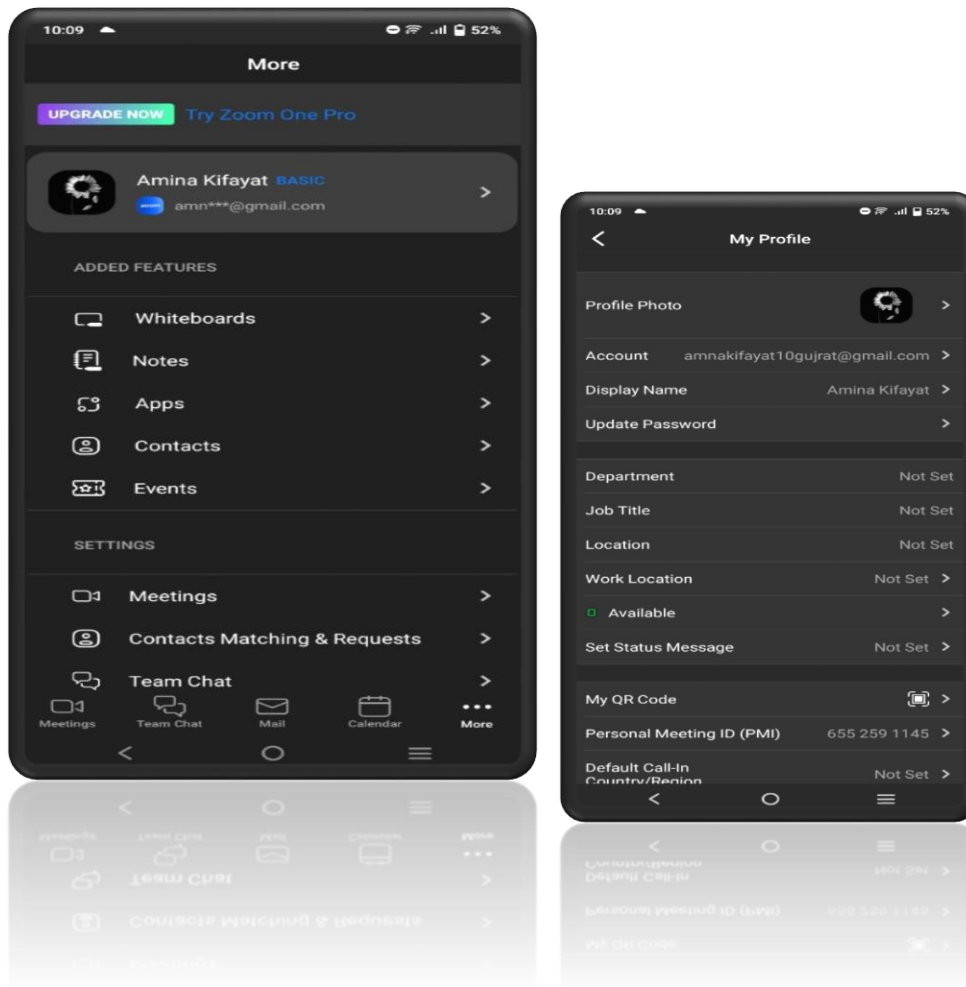 10:09
52%
More
UPGRADE NOW Try Zoom One Pro
Amina Kifayat BASIC
amn***@gmail.com
ADDED FEATURES
Whiteboards
Notes
Apps
Contacts
Events
SETTINGS
Meetings
Contacts Matching & Requests
Team Chat
Meetings Team Chat Mail Calendar More
10:09
52%
My Profile
Profile Photo
Account amnakifayat10gujrat@gmail.com
Display Name Amina Kifayat
Update Password
Department Not Set
Job Title Not Set
Location Not Set
Work Location Not Set
Available
Set Status Message Not Set
My QR Code
Personal Meeting ID (PMI) 655 259 1145
Default Call-In
Country/Region Not Set